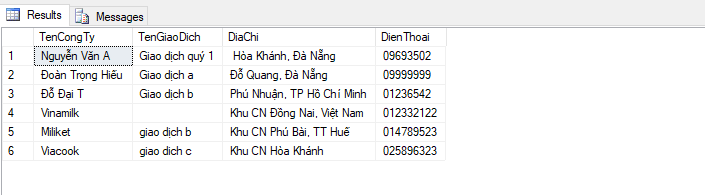 Results Messages
TenCongTy TenGiaoDich DiaChi DienThoai
1 Nguyễn Văn A Giao dịch quý 1 Hòa Khánh, Đà Nẵng 09693502
2 Đoàn Trọng Hiếu Giao dịch a Đỗ Quang, Đà Nẵng 09999999
3 Đỗ Đại T Giao dịch b Phú Nhuận, TP Hồ Chí Minh 01236542
4 Vinamilk Khu CN Đồng Nai, Việt Nam 012332122
5 Miliket giao dịch b Khu CN Phú Bài, TT Huế 014789523
6 Viacook giao dịch c Khu CN Hòa Khánh 025896323